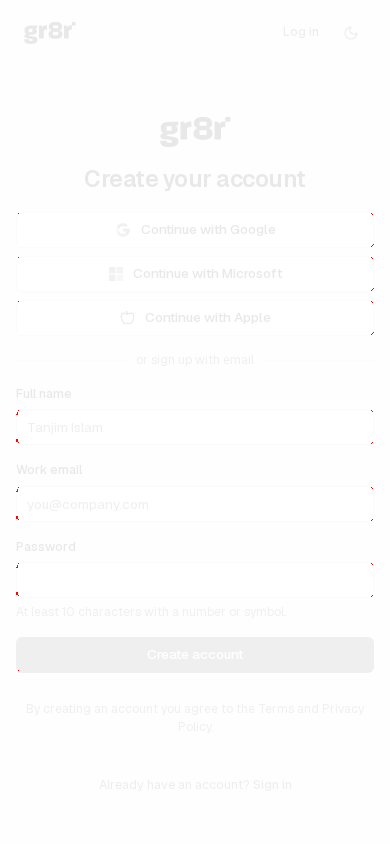 gr8r
Log in
gr8r
Create your account
Continue with Google
Continue with Microsoft
Continue with Apple
or sign up with email
Full name
Tanjim Islam
Work email
you@company.com
Password
At least 10 characters with a number or symbol.
Create account
By creating an account you agree to the Terms and Privacy
Policy.
Already have an account? Sign in